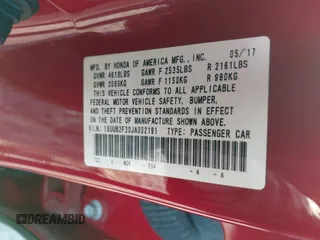 MFD. BY HONDA OF AMERICA MFG., INC. 05/17
GVWR 4619LBS GAWR F 2535LBS R 2161LBS
GVWR 2095KG GAWR F 1150KG R 980KG
THIS VEHICLE CONFORMS TO ALL APPLICABLE
FEDERAL MOTOR VEHICLE SAFETY, BUMPER,
AND THEFT PREVENTION STANDARDS IN EFFECT
ON THE DATE OF MANUFACTURE SHOWN ABOVE.
V.I.N.: 19UUB2F30JA002191 TYPE: PASSENGER CAR
- A - A
DREAMBID